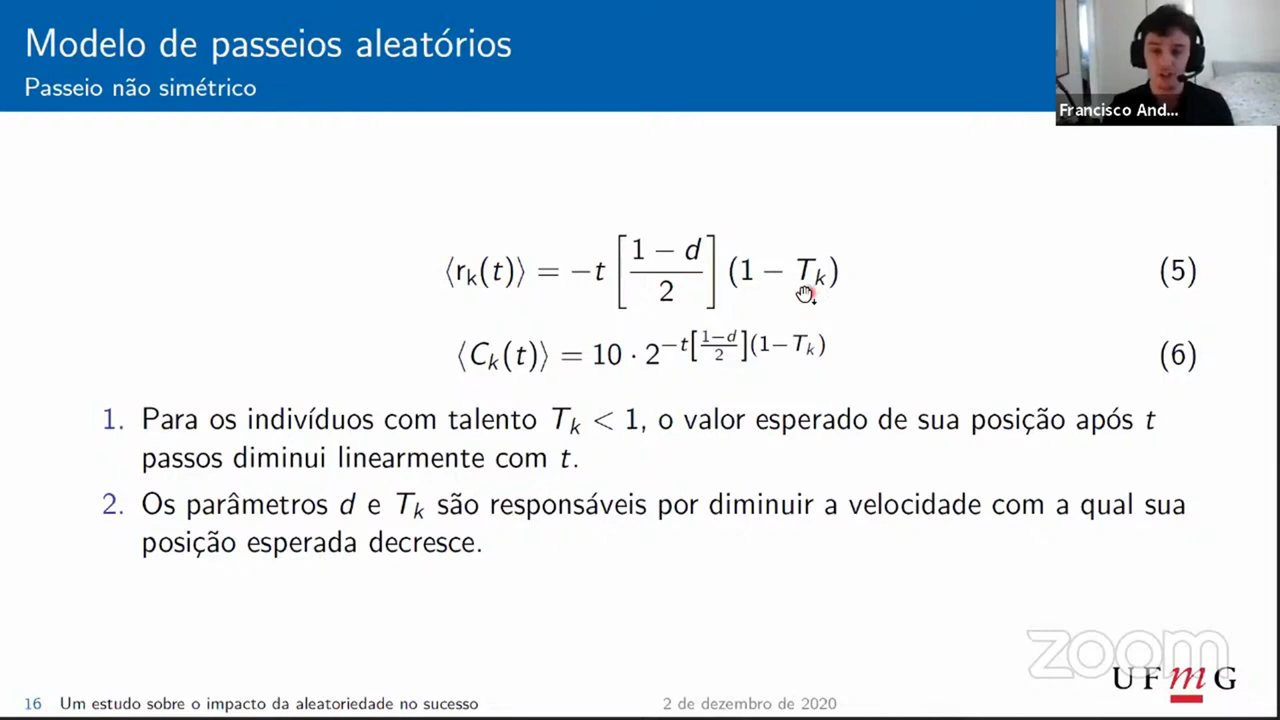 Modelo de passeios aleatórios
Passeio não simétrico
Francisco And...
⟨r_k(t)⟩ = −t [(1 − d)/2] (1 − T_k) (5)
⟨C_k(t)⟩ = 10 · 2^{−t[(1−d)/2](1−T_k)} (6)
1. Para os indivíduos com talento T_k < 1, o valor esperado de sua posição após t
passos diminui linearmente com t.
2. Os parâmetros d e T_k são responsáveis por diminuir a velocidade com a qual sua
posição esperada decresce.
zoom
UFmG
16 Um estudo sobre o impacto da aleatoriedade no sucesso 2 de dezembro de 2020